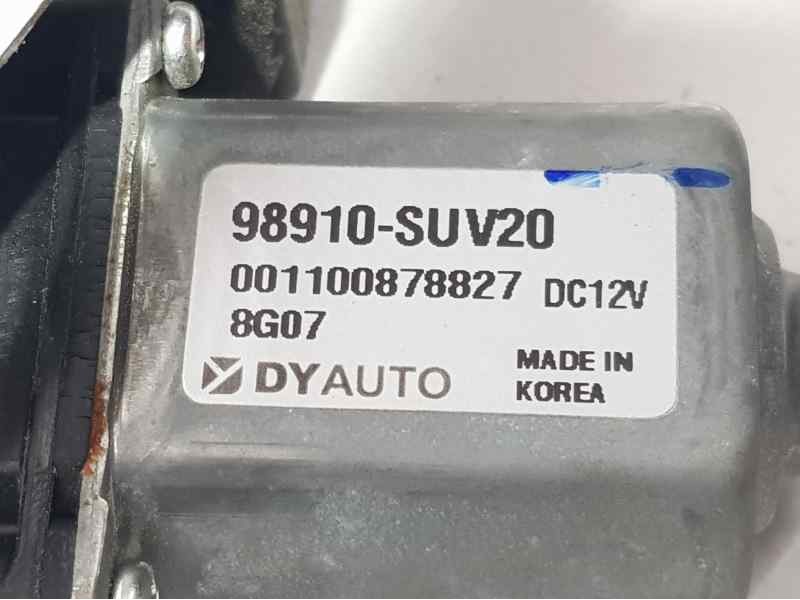 98910-SUV20
001100878827 DC12V
8G07
DYAUTO
MADE IN
KOREA